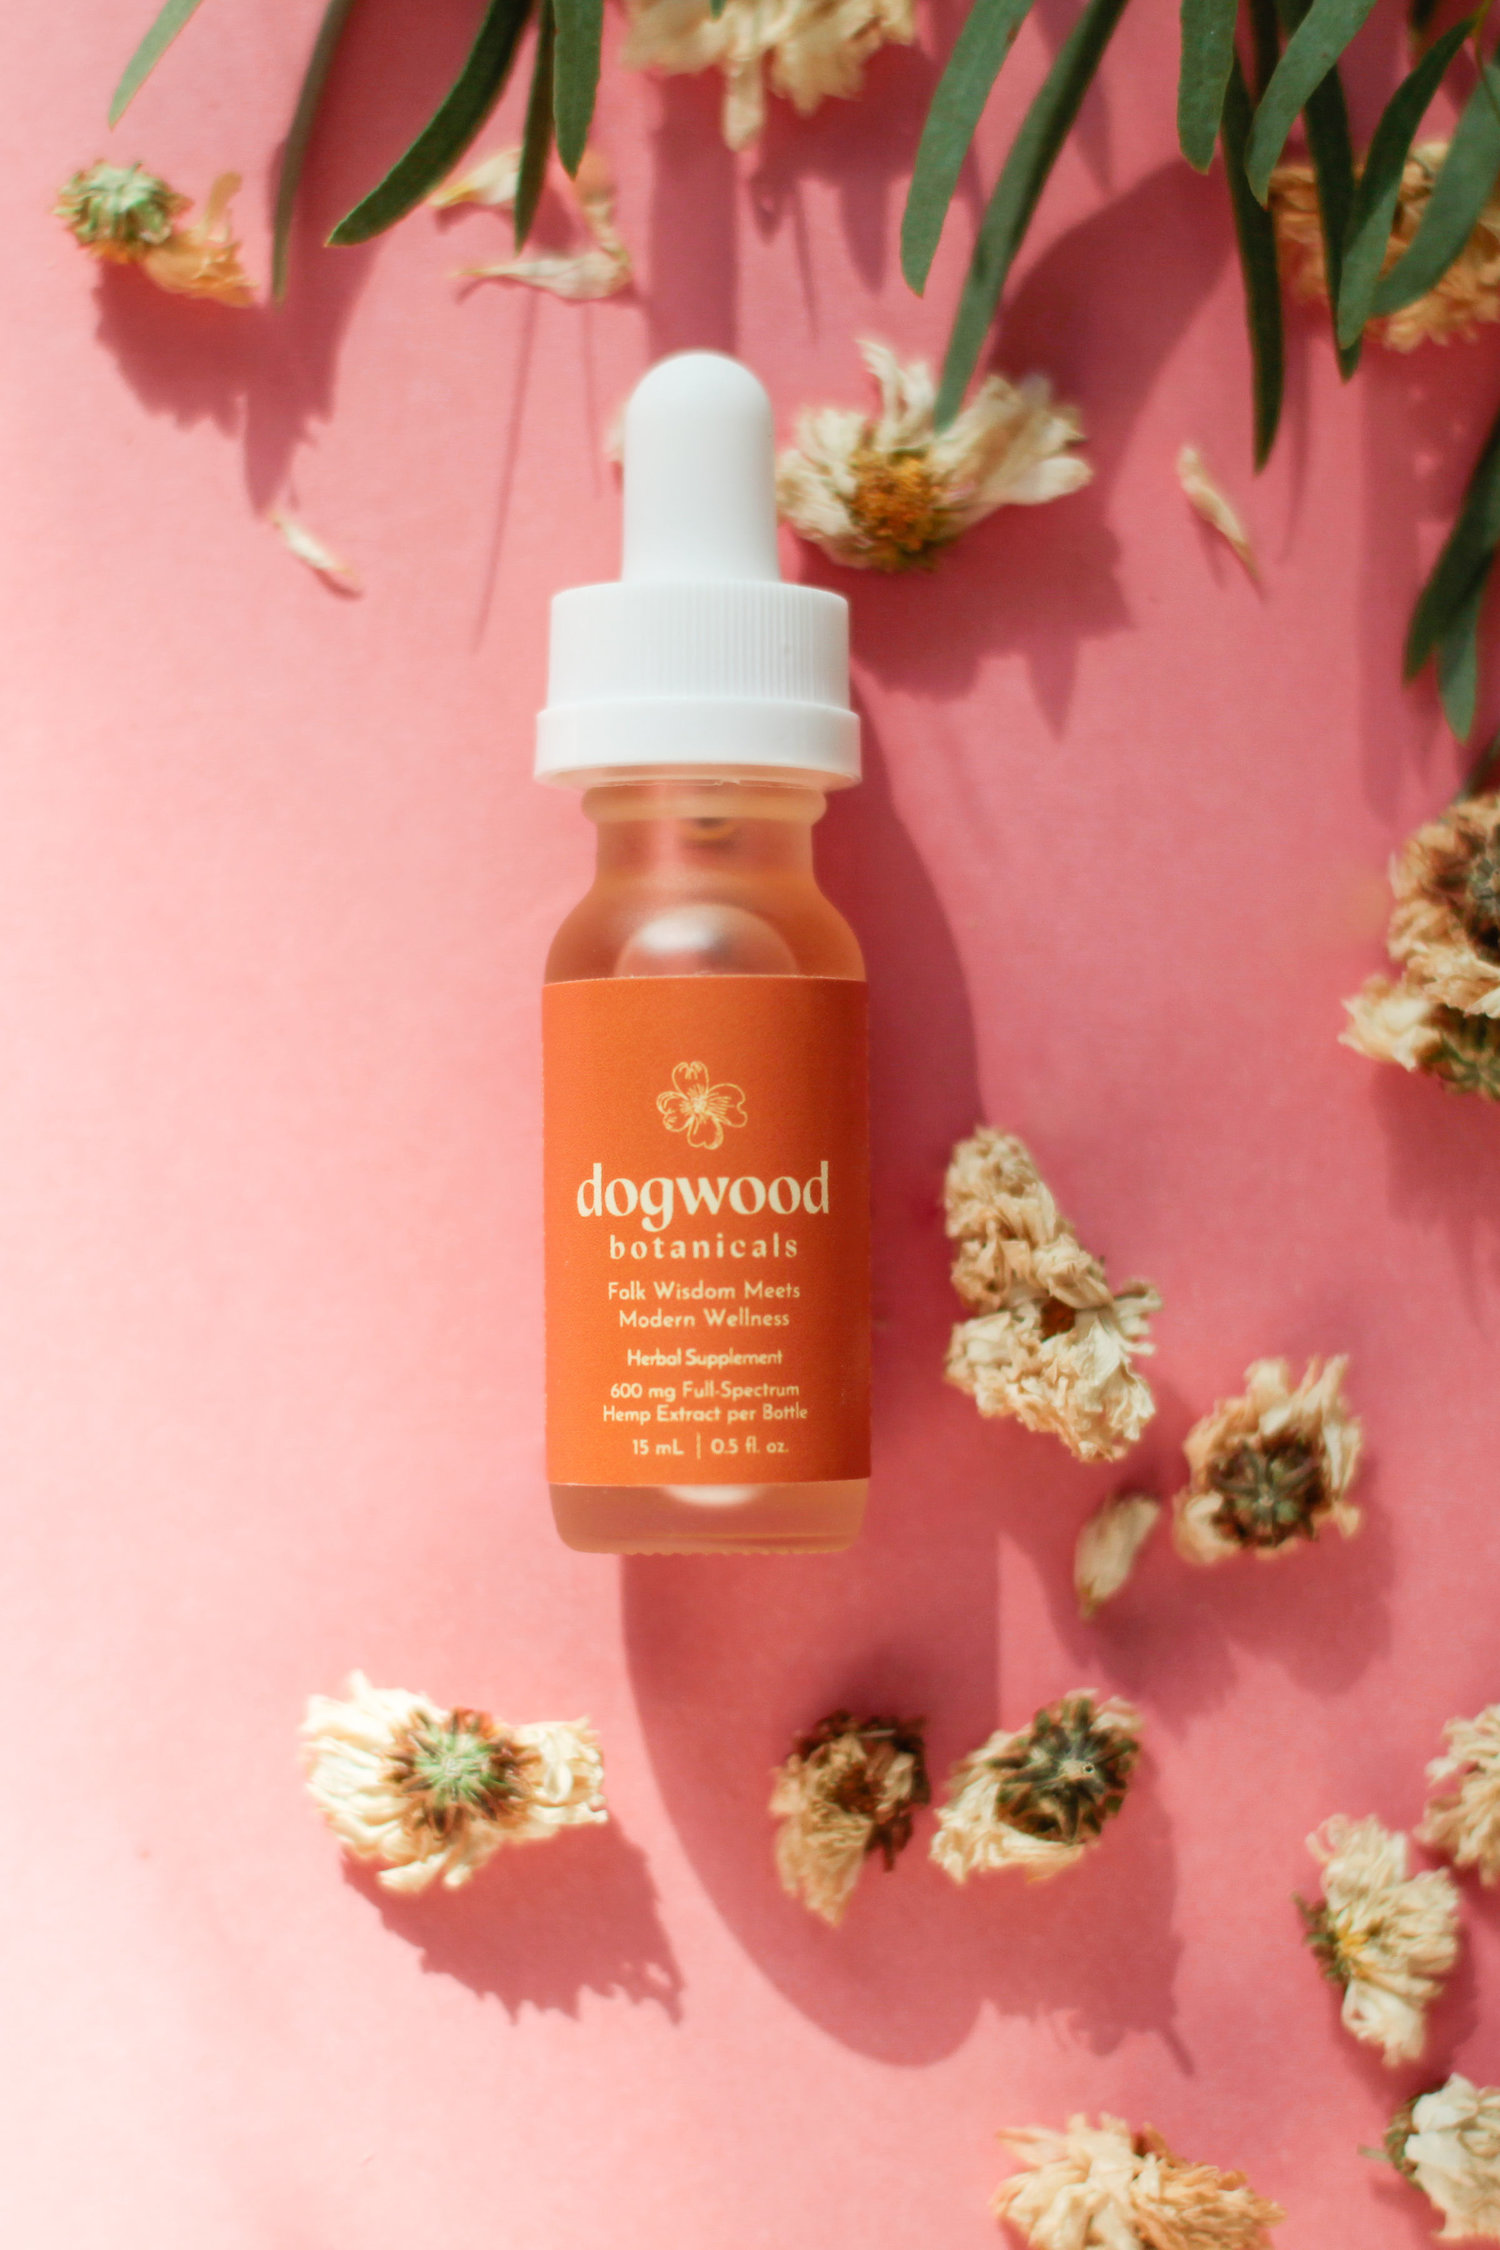 dogwood
botanicals
Folk Wisdom Meets
Modern Wellness
Herbal Supplement
600 mg Full-Spectrum
Hemp Extract per Bottle
15 mL | 0.5 fl. oz.